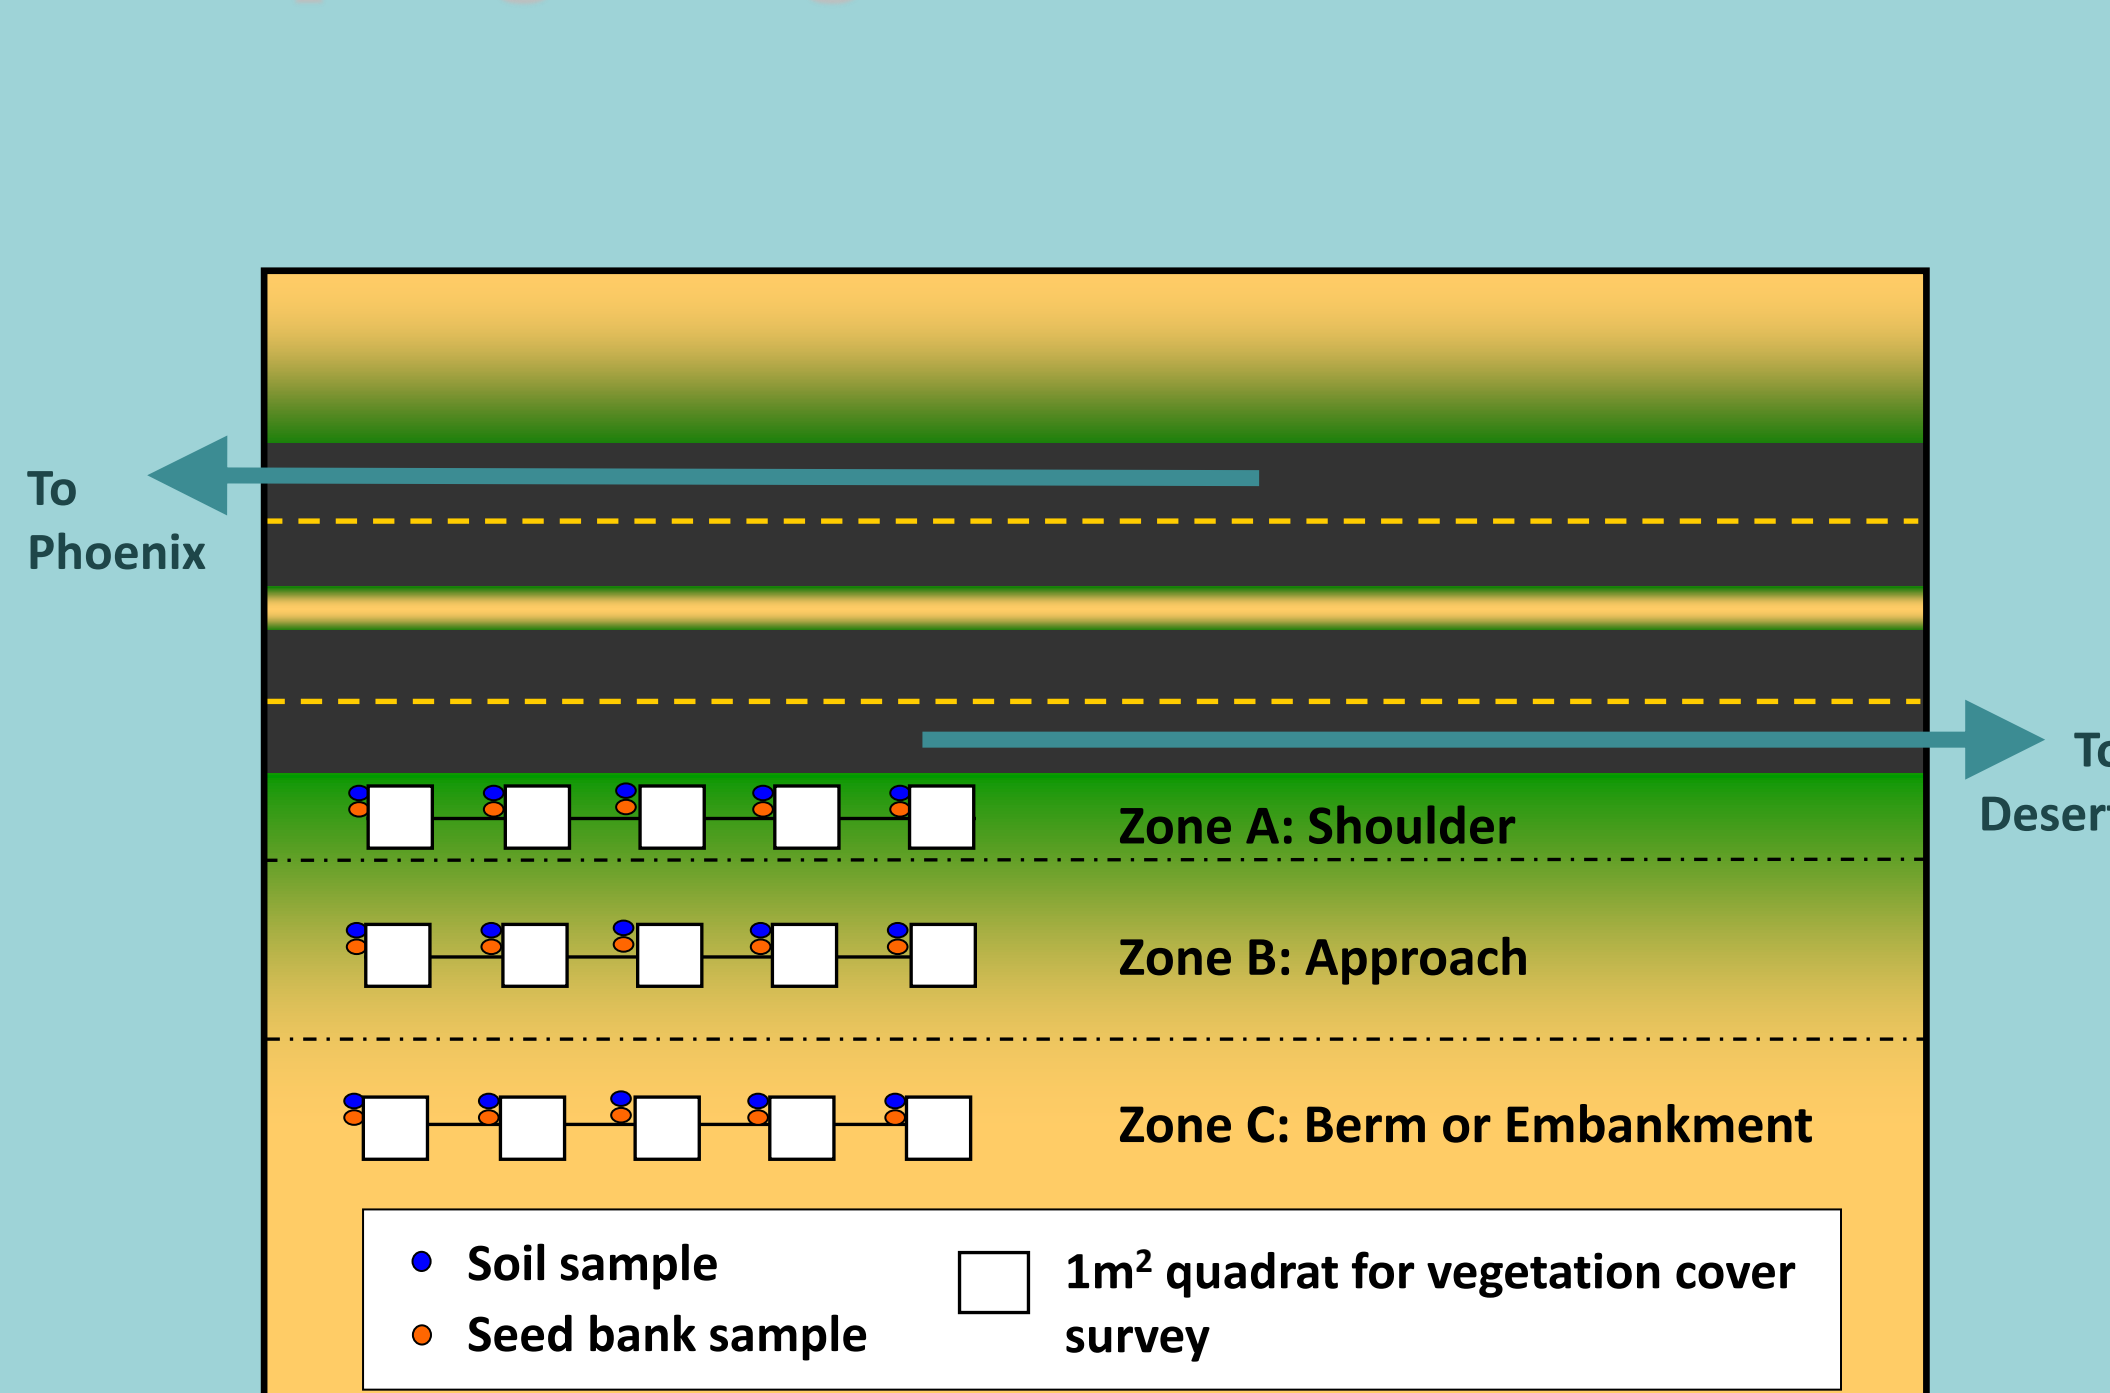 To
Phoenix
Zone A: Shoulder
Zone B: Approach
Zone C: Berm or Embankment
Soil sample
Seed bank sample
1m² quadrat for vegetation cover
survey